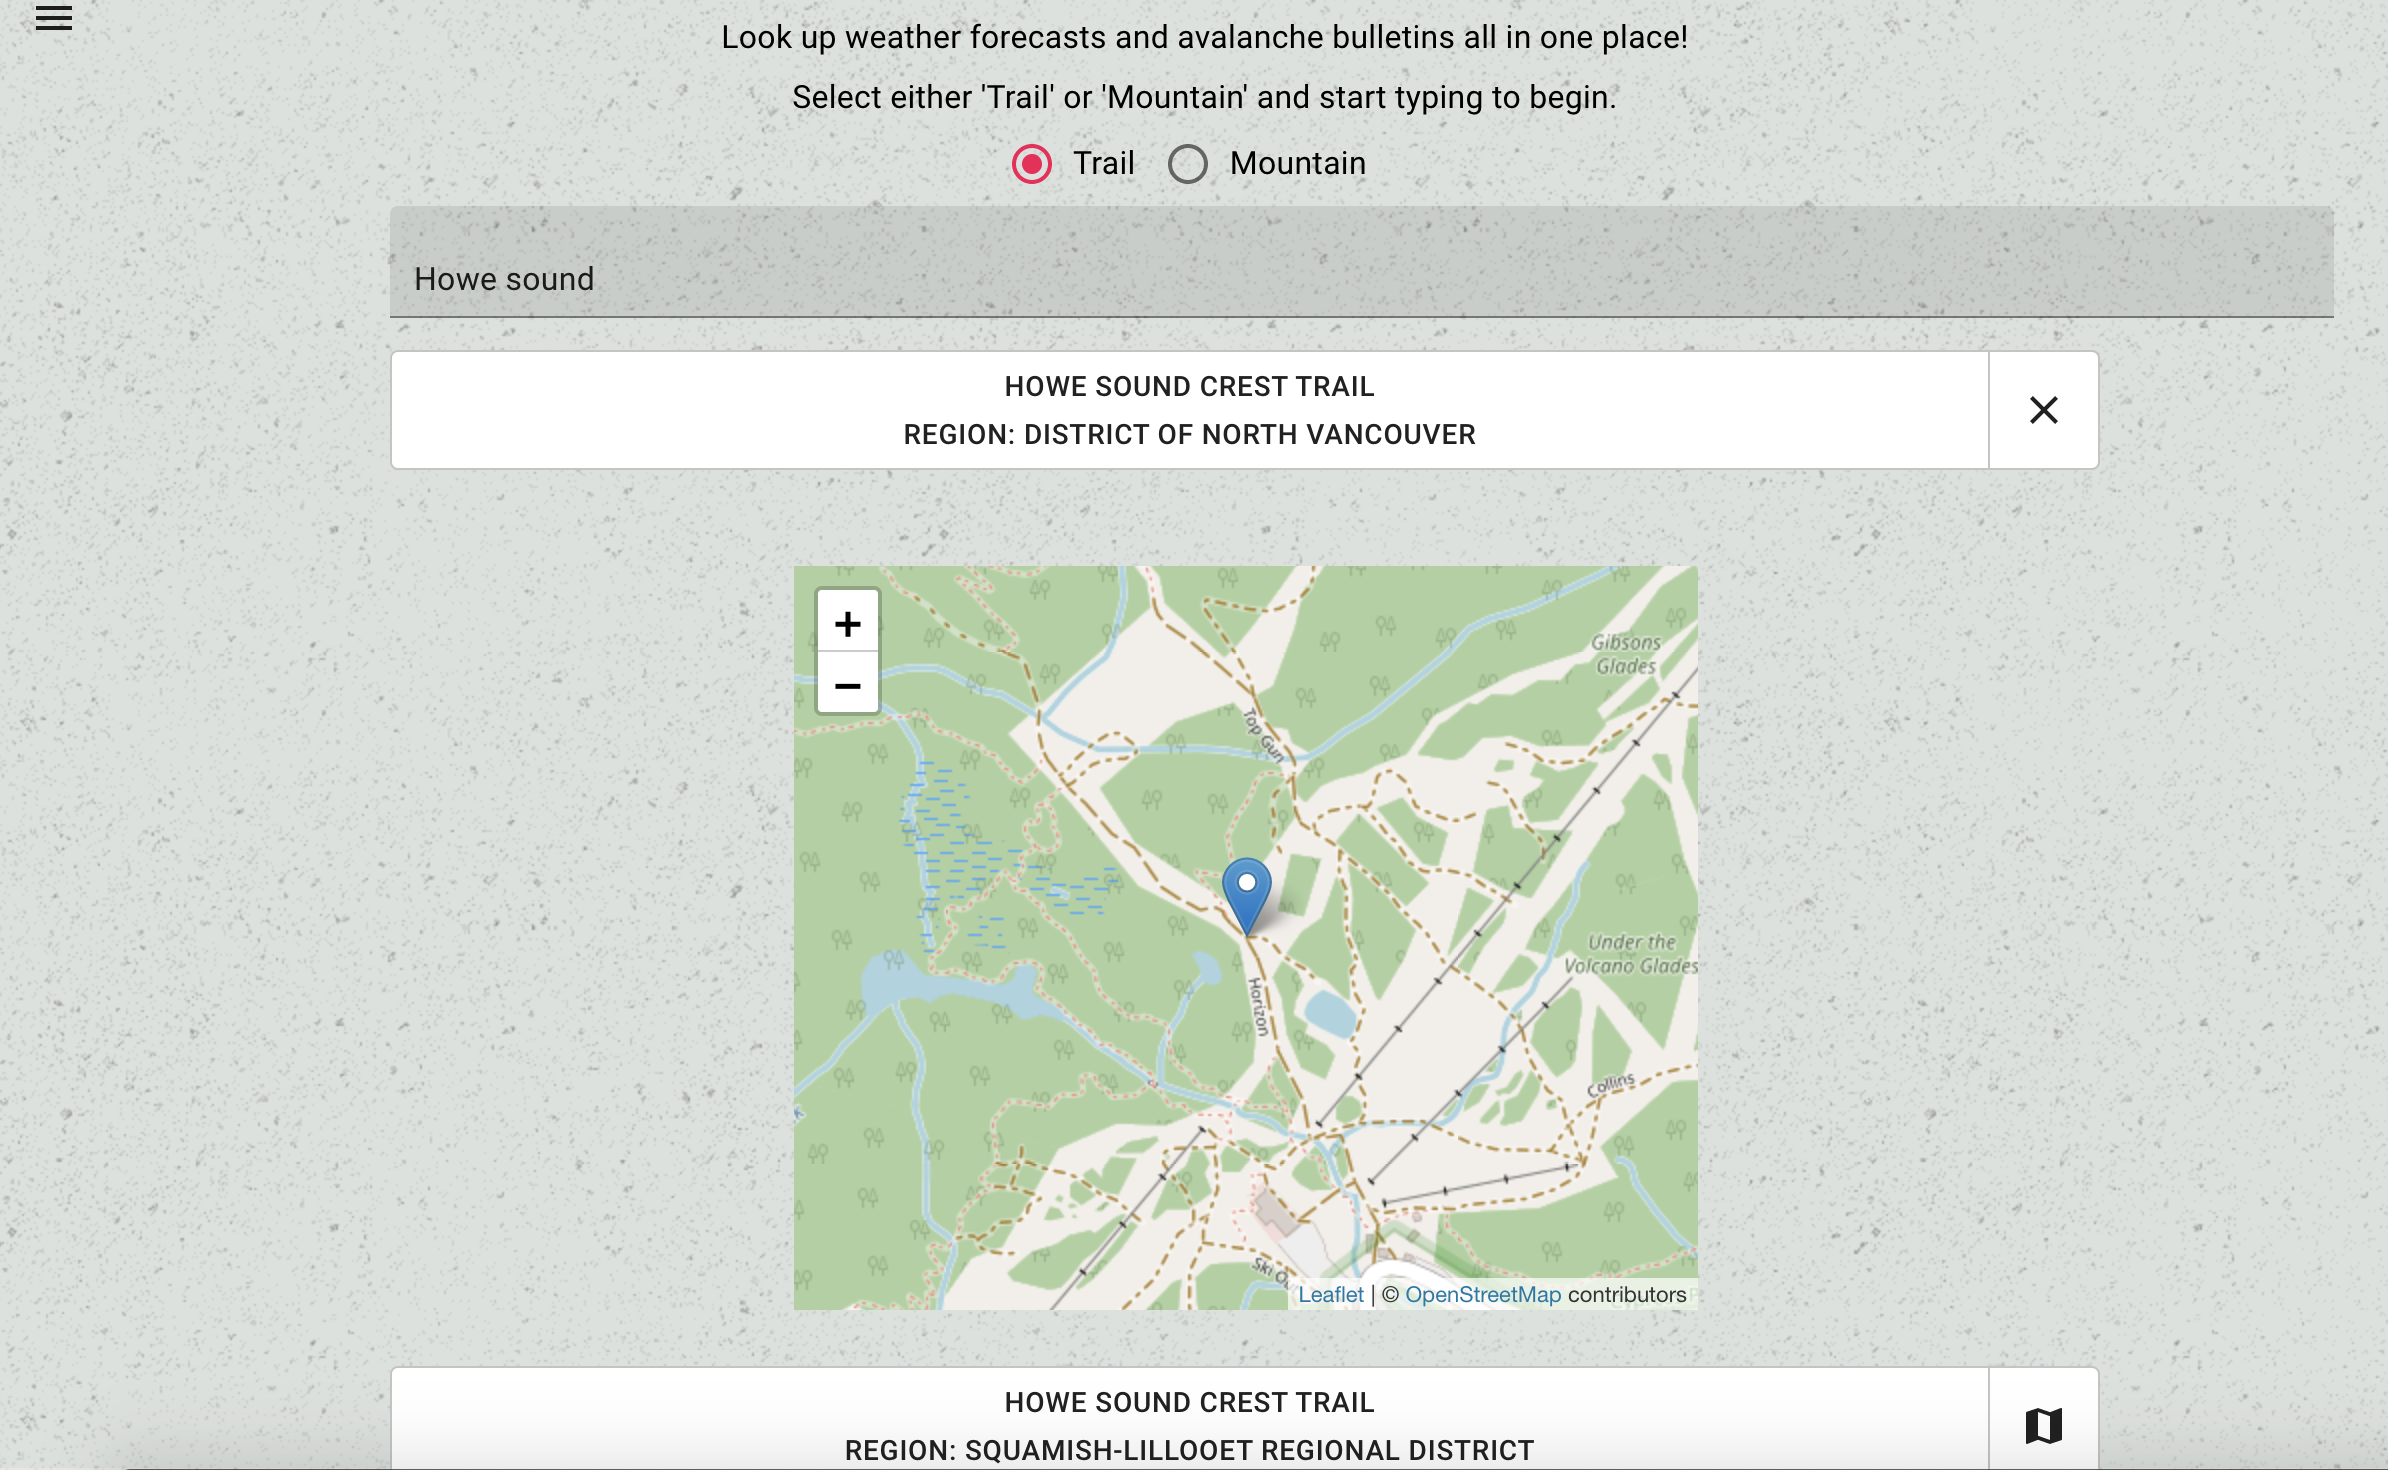 Look up weather forecasts and avalanche bulletins all in one place!
Select either 'Trail' or 'Mountain' and start typing to begin.
Trail Mountain
Howe sound
HOWE SOUND CREST TRAIL
REGION: DISTRICT OF NORTH VANCOUVER
+
−
Gibsons
Glades
Top Gun
Under the
Volcano Glades
Horizon
Collins
Ski
Leaflet | © OpenStreetMap contributors
HOWE SOUND CREST TRAIL
REGION: SQUAMISH-LILLOOET REGIONAL DISTRICT